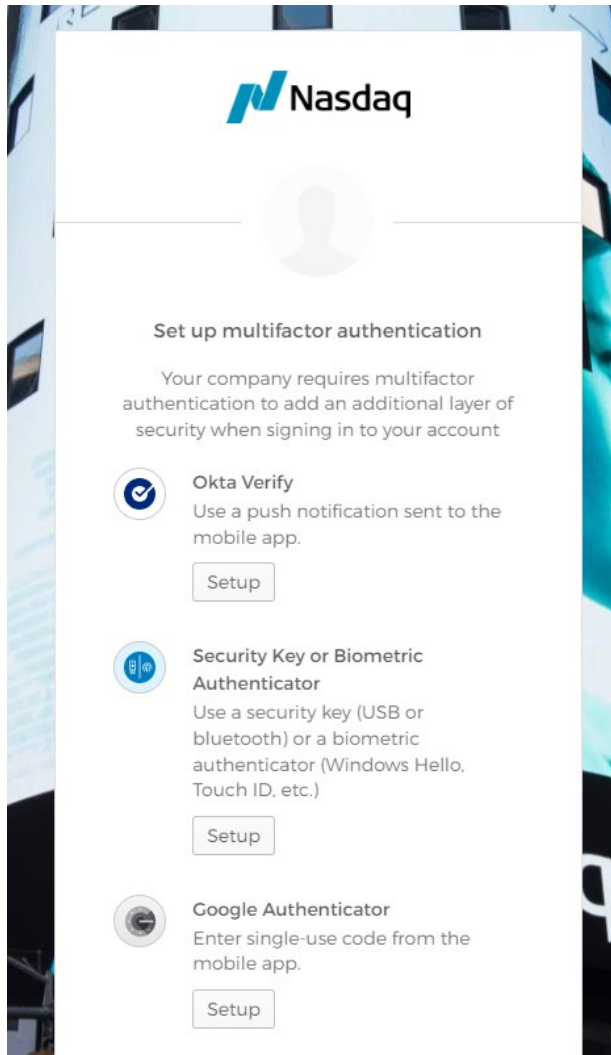 Nasdaq
Set up multifactor authentication
Your company requires multifactor
authentication to add an additional layer of
security when signing in to your account
Okta Verify
Use a push notification sent to the
mobile app.
Setup
Security Key or Biometric
Authenticator
Use a security key (USB or
bluetooth) or a biometric
authenticator (Windows Hello,
Touch ID, etc.)
Setup
Google Authenticator
Enter single-use code from the
mobile app.
Setup